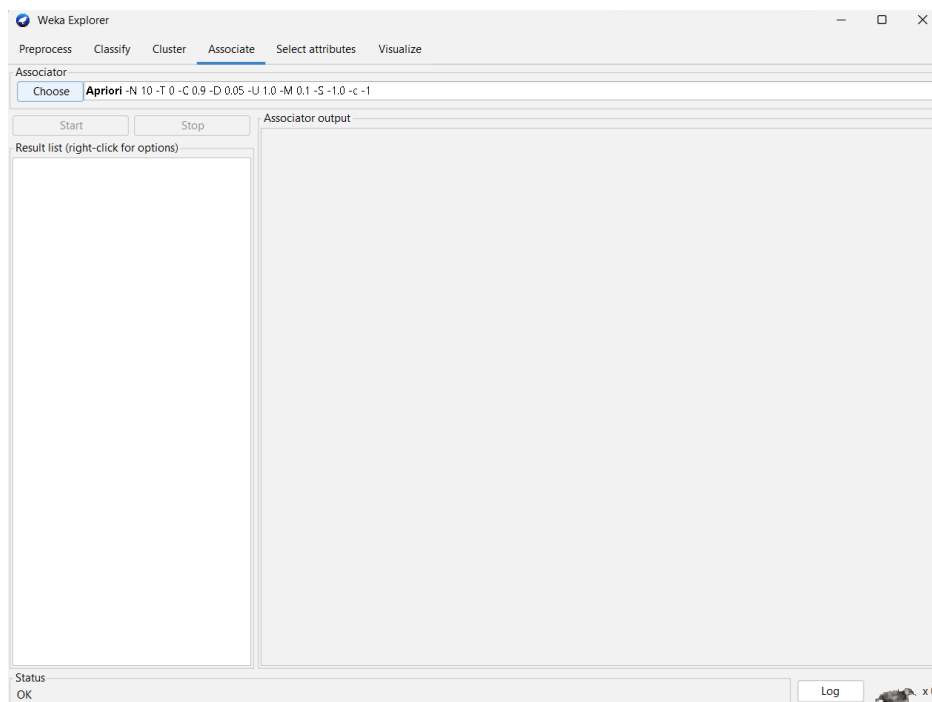 Weka Explorer
Preprocess Classify Cluster Associate Select attributes Visualize
Associator
Choose Apriori -N 10 -T 0 -C 0.9 -D 0.05 -U 1.0 -M 0.1 -S -1.0 -c -1
Start Stop
Associator output
Result list (right-click for options)
Status
OK
Log
x